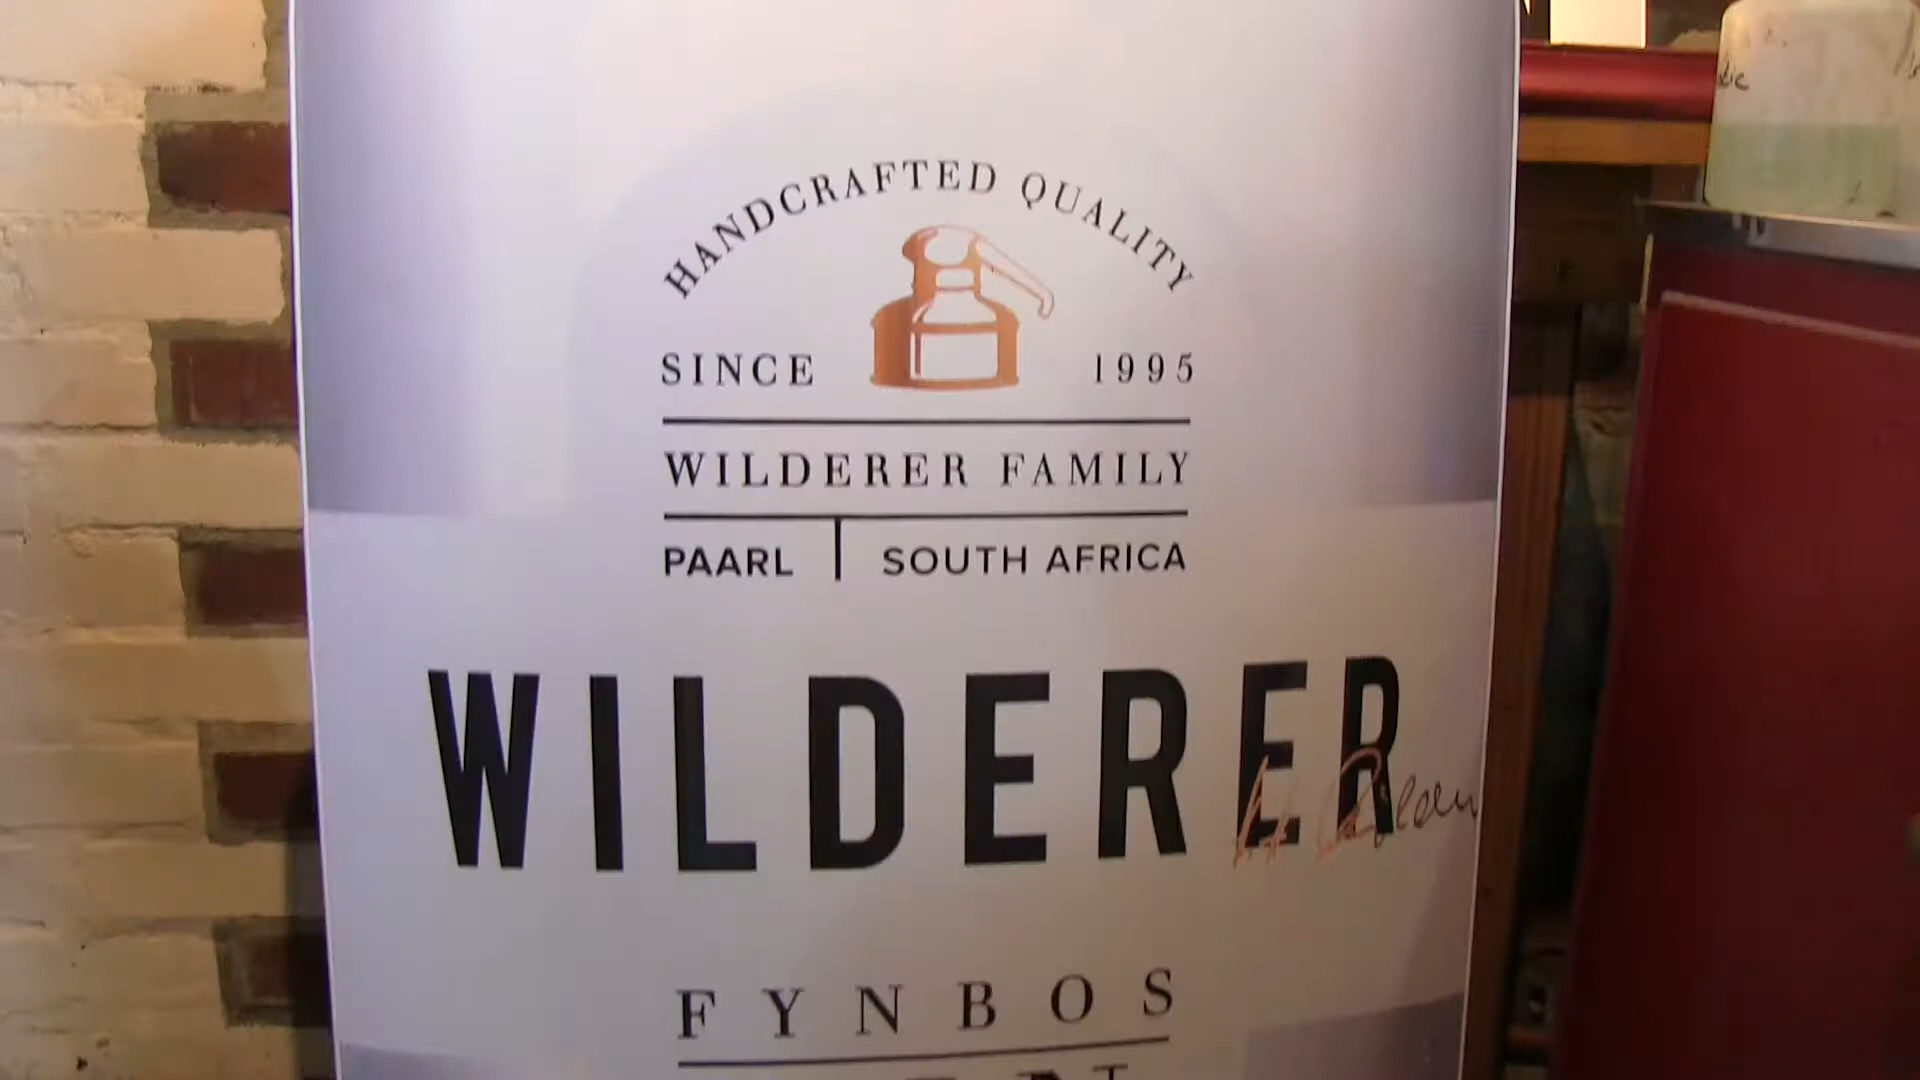 HANDCRAFTED QUALITY
SINCE 1995
WILDERER FAMILY
PAARL | SOUTH AFRICA
WILDERER
FYNBOS